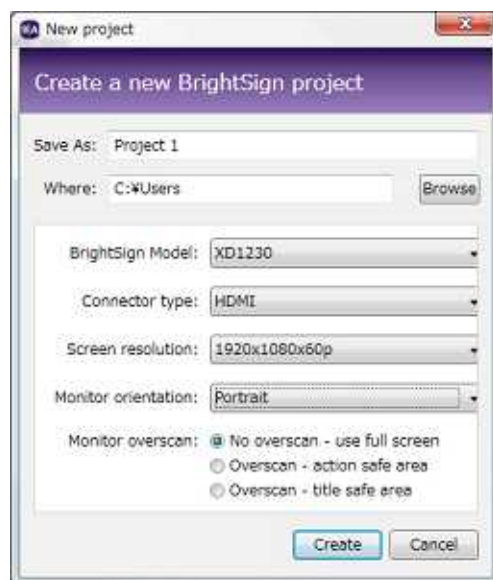 New project
Create a new BrightSign project
Save As: Project 1
Where: C:¥Users Browse
BrightSign Model: XD1230
Connector type: HDMI
Screen resolution: 1920x1080x60p
Monitor orientation: Portrait
Monitor overscan: No overscan - use full screen
Overscan - action safe area
Overscan - title safe area
Create Cancel